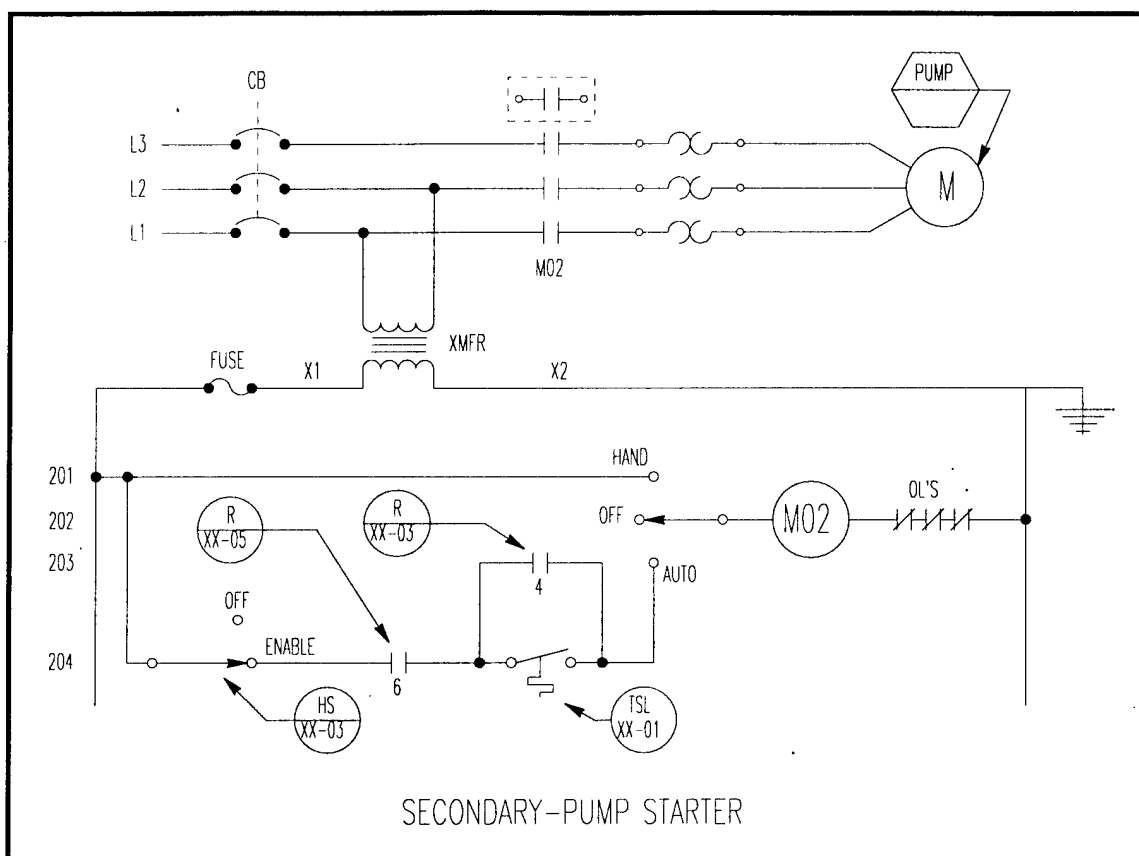 CB
PUMP
L3
L2
M
L1
M02
XMFR
FUSE
X1
X2
201
HAND
R
XX-05
R
XX-03
OL'S
202
OFF
M02
203
4
AUTO
OFF
204
ENABLE
6
HS
XX-03
TSL
XX-01
SECONDARY-PUMP STARTER